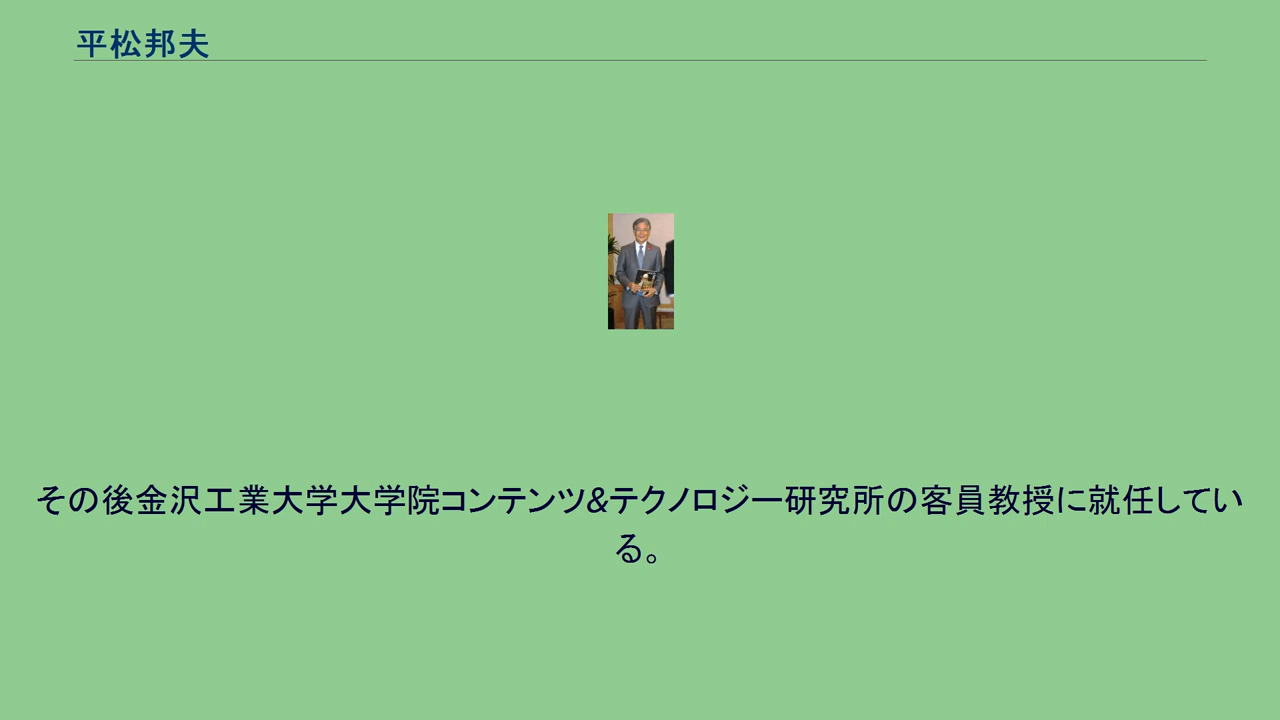 平松邦夫
その後金沢工業大学大学院コンテンツ&テクノロジー研究所の客員教授に就任してい
る。